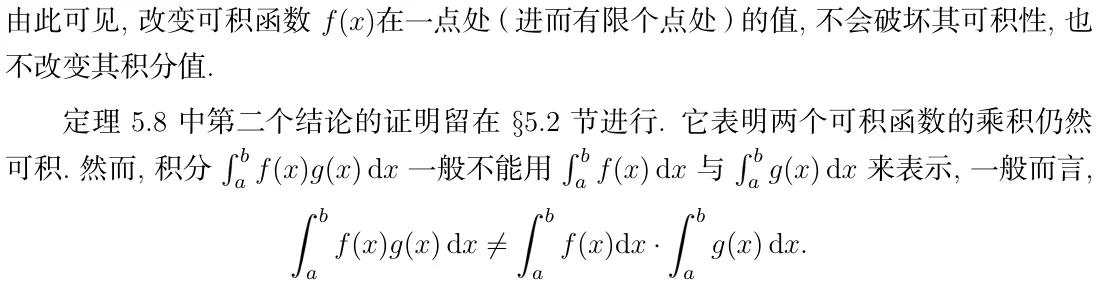 由此可见, 改变可积函数 f(x)在一点处 ( 进而有限个点处 ) 的值, 不会破坏其可积性, 也
不改变其积分值.
定理 5.8 中第二个结论的证明留在 §5.2 节进行. 它表明两个可积函数的乘积仍然
可积. 然而, 积分 ∫_a^b f(x)g(x) dx 一般不能用 ∫_a^b f(x) dx 与 ∫_a^b g(x) dx 来表示, 一般而言,
∫_a^b f(x)g(x) dx ≠ ∫_a^b f(x)dx · ∫_a^b g(x) dx.